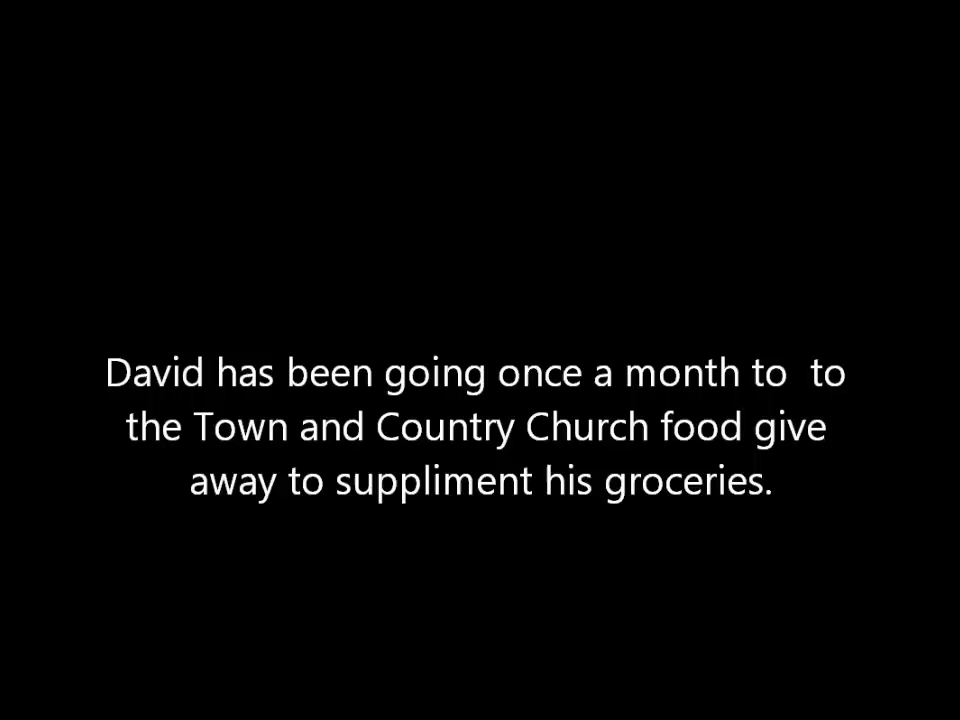 David has been going once a month to  to
the Town and Country Church food give
away to suppliment his groceries.